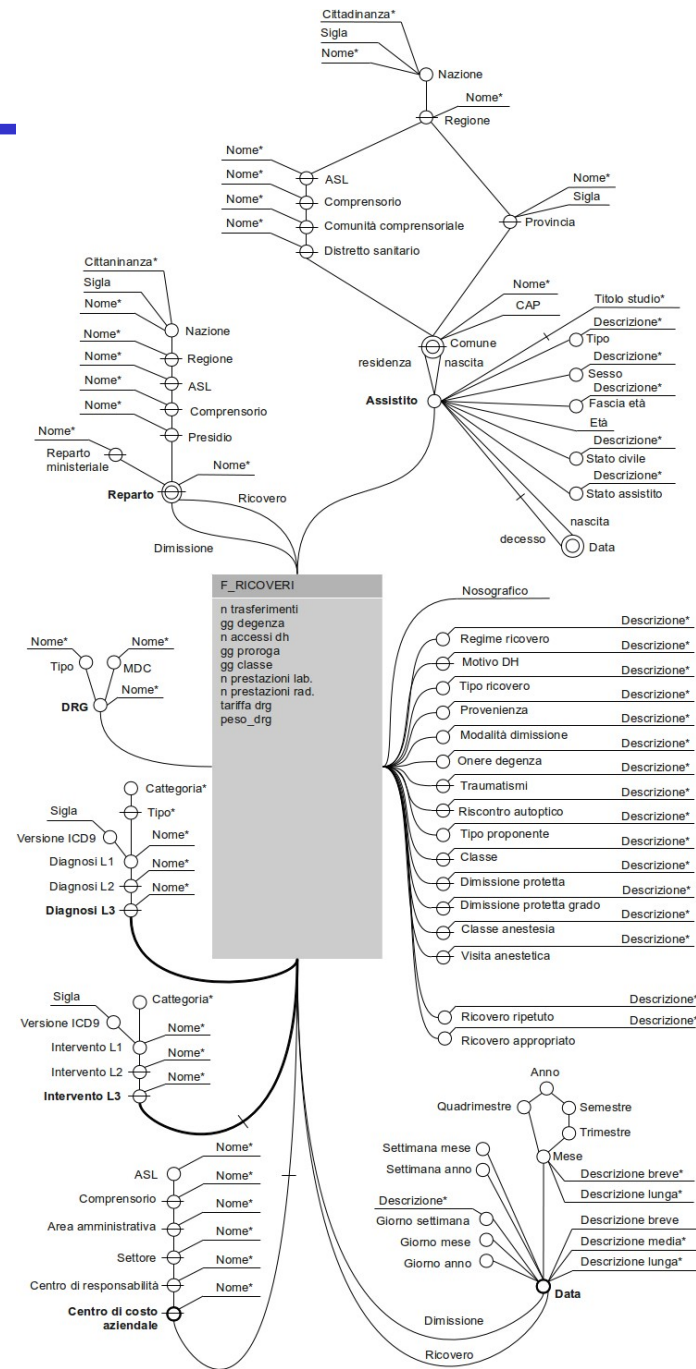 Cittadinanza*
Sigla
Nome*
Nazione
Nome*
Regione
Nome*
ASL
Nome*
Comprensorio
Nome*
Comunità comprensoriale
Nome*
Distretto sanitario
Nome*
Sigla
Provincia
Nome*
CAP
Comune
residenza
nascita
Assistito
Titolo studio*
Descrizione*
Tipo
Descrizione*
Sesso
Descrizione*
Fascia età
Età
Descrizione*
Stato civile
Descrizione*
Stato assistito
nascita
decesso
Data
Cittaninanza*
Sigla
Nome*
Nazione
Nome*
Regione
Nome*
ASL
Nome*
Comprensorio
Nome*
Presidio
Nome*
Reparto
ministeriale
Nome*
Reparto
Ricovero
Dimissione
F_RICOVERI
n trasferimenti
gg degenza
n accessi dh
gg proroga
gg classe
n prestazioni lab.
n prestazioni rad.
tariffa drg
peso_drg
Nome*
Tipo
Nome*
MDC
Nome*
DRG
Cattegoria*
Tipo*
Sigla
Versione ICD9
Nome*
Diagnosi L1
Nome*
Diagnosi L2
Nome*
Diagnosi L3
Sigla
Cattegoria*
Versione ICD9
Nome*
Intervento L1
Nome*
Intervento L2
Nome*
Intervento L3
Nome*
ASL
Nome*
Comprensorio
Nome*
Area amministrativa
Nome*
Settore
Nome*
Centro di responsabilità
Nome*
Centro di costo
aziendale
Nosografico
Descrizione*
Regime ricovero
Descrizione*
Motivo DH
Descrizione*
Tipo ricovero
Descrizione*
Provenienza
Descrizione*
Modalità dimissione
Descrizione*
Onere degenza
Descrizione*
Traumatismi
Descrizione*
Riscontro autoptico
Descrizione*
Tipo proponente
Descrizione*
Classe
Descrizione*
Dimissione protetta
Descrizione*
Dimissione protetta grado
Descrizione*
Classe anestesia
Descrizione*
Visita anestetica
Descrizione*
Ricovero ripetuto
Descrizione*
Ricovero appropriato
Anno
Quadrimestre
Semestre
Trimestre
Mese
Settimana mese
Settimana anno
Descrizione breve*
Descrizione lunga*
Descrizione*
Giorno settimana
Giorno mese
Giorno anno
Descrizione breve
Descrizione media*
Descrizione lunga*
Data
Dimissione
Ricovero